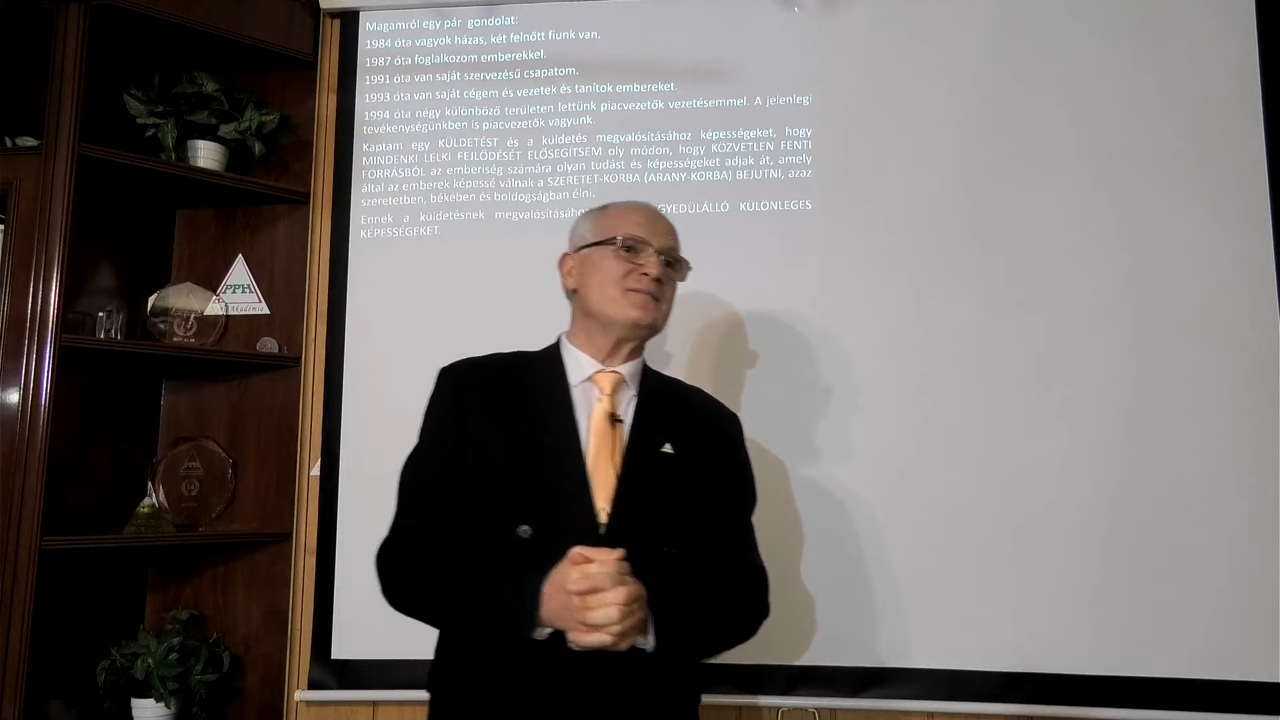 Magamról egy pár gondolat:
1984 óta vagyok házas, két felnőtt fiunk van.
1987 óta foglalkozom emberekkel.
1991 óta van saját szervezésű csapatom.
1993 óta van saját cégem és vezetek és tanítok embereket.
1994 óta négy különböző területen lettünk piacvezetők vezetésemmel. A jelenlegi
tevékenységünkben is piacvezetők vagyunk.
Kaptam egy KÜLDETÉST és a küldetés megvalósításához képességeket, hogy
MINDENKI LELKI FEJLŐDÉSÉT ELŐSEGÍTSEM oly módon, hogy KÖZVETLEN FENTI
FORRÁSBÓL az emberiség számára olyan tudást és képességeket adjak át, amely
által az emberek képessé válnak a SZERETET-KORBA (ARANY-KORBA) BEJUTNI, azaz
szeretetben, békében és boldogságban élni.
Ennek a küldetésnek megvalósításához GYEDÜLÁLLÓ KÜLÖNLEGES
KÉPESSÉGEKET.
PPH
Akadémia
PPH